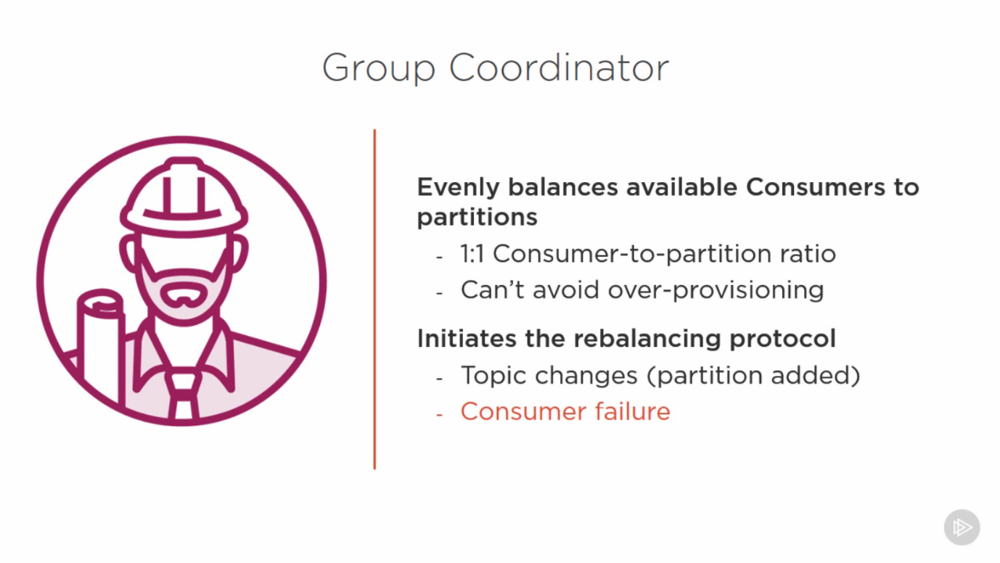 Group Coordinator
Evenly balances available Consumers to
partitions
- 1:1 Consumer-to-partition ratio
- Can’t avoid over-provisioning
Initiates the rebalancing protocol
- Topic changes (partition added)
- Consumer failure